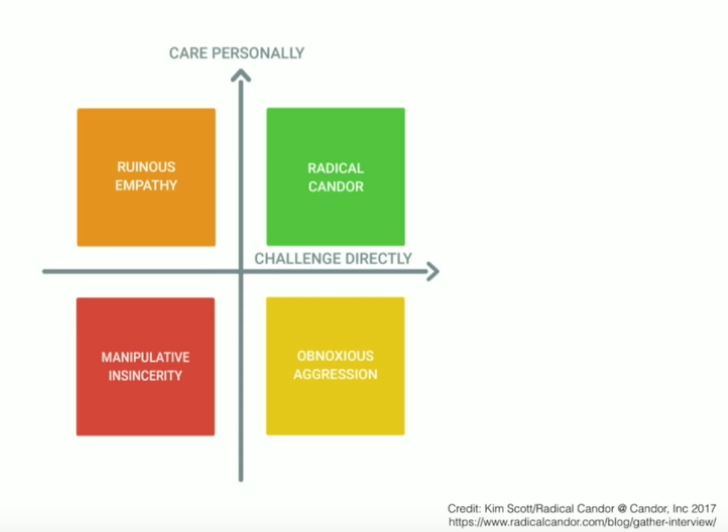 CARE PERSONALLY
RUINOUS
EMPATHY
RADICAL
CANDOR
CHALLENGE DIRECTLY
MANIPULATIVE
INSINCERITY
OBNOXIOUS
AGGRESSION
Credit: Kim Scott/Radical Candor @ Candor, Inc 2017
https://www.radicalcandor.com/blog/gather-interview/